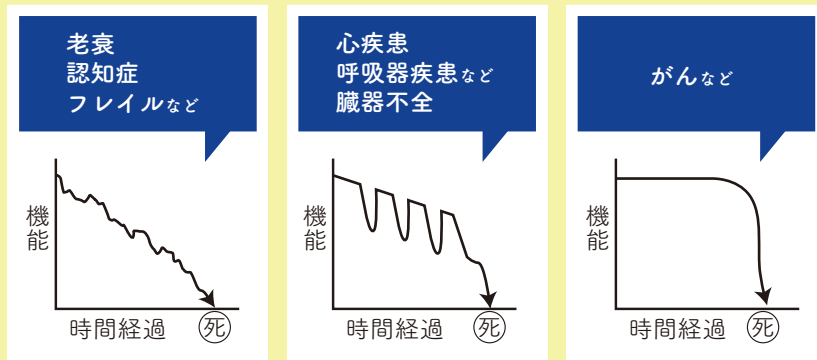 老衰
認知症
フレイルなど
機能
時間経過 死
心疾患
呼吸器疾患など
臓器不全
機能
時間経過 死
がんなど
機能
時間経過 死